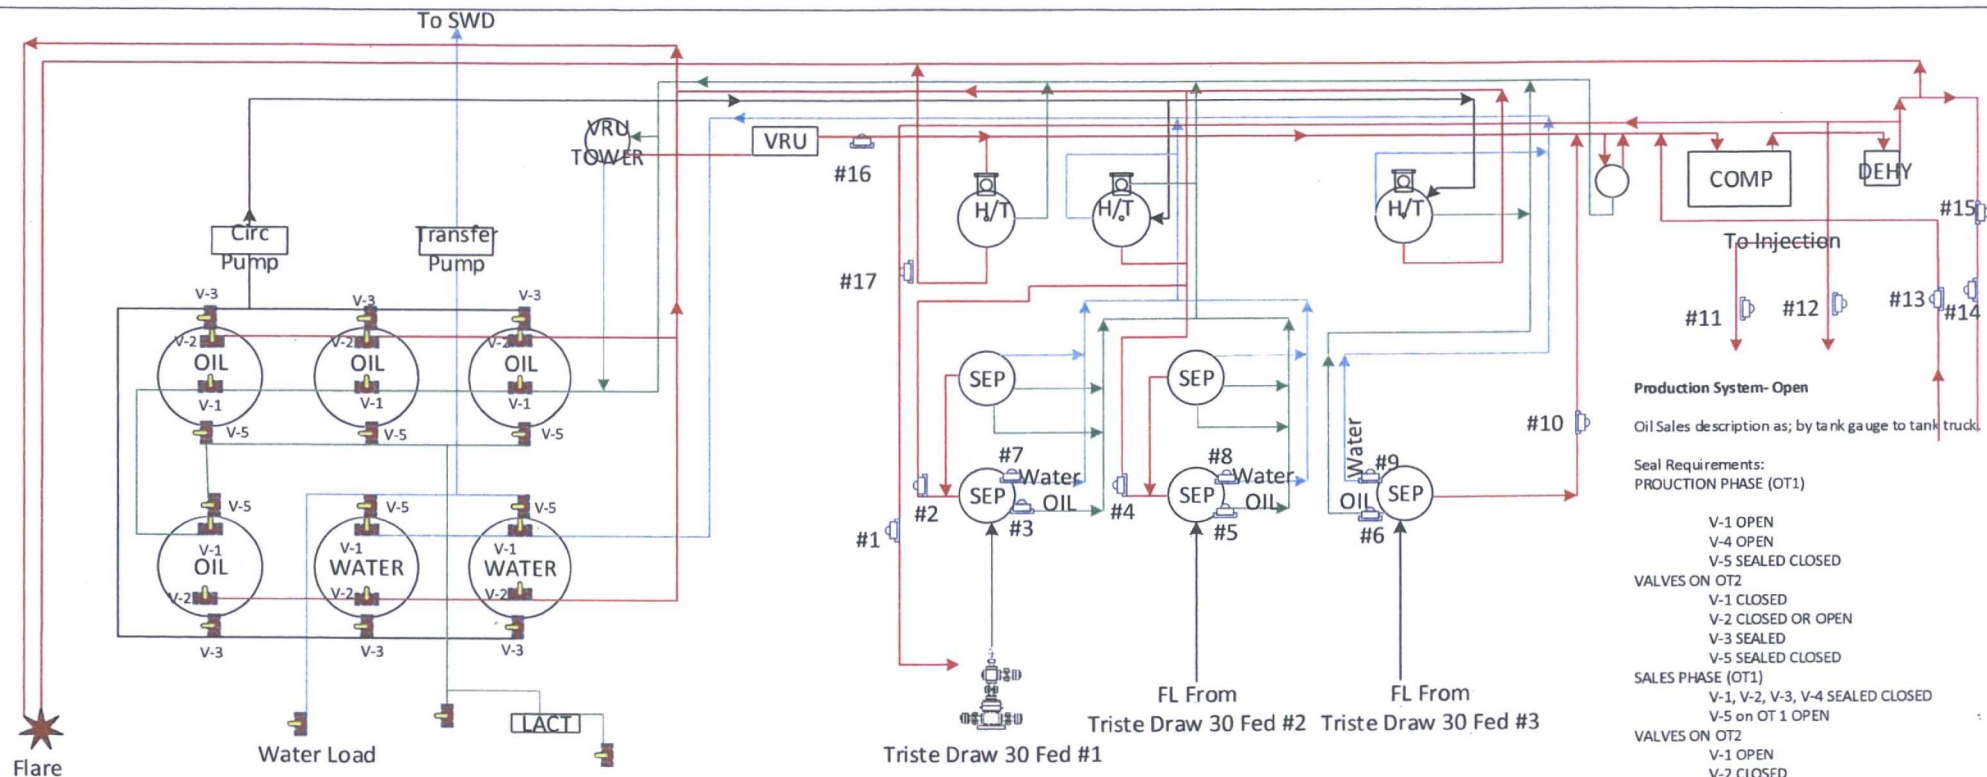 To SWD
VRU
TOWER
VRU
#16
H/T
H/T
H/T
COMP
DEHY
#15
Circ
Pump
Transfer
Pump
To Injection
#17
#11
#12
#13
#14
V-3
V-3
V-3
V-2
V-2
V-2
OIL
OIL
OIL
V-1
V-1
V-1
V-5
V-5
V-5
SEP
SEP
#10
Production System- Open
Oil Sales description as; by tank gauge to tank truck.
Seal Requirements:
PROUCTION PHASE (OT1)
V-1 OPEN
V-4 OPEN
V-5 SEALED CLOSED
VALVES ON OT2
V-1 CLOSED
V-2 CLOSED OR OPEN
V-3 SEALED
V-5 SEALED CLOSED
SALES PHASE (OT1)
V-1, V-2, V-3, V-4 SEALED CLOSED
V-5 on OT 1 OPEN
VALVES ON OT2
V-1 OPEN
V-2 CLOSED
#7
Water
SEP
OIL
#2
#3
#8
Water
SEP
OIL
#4
#5
Water
#9
OIL
SEP
#6
#1
V-5
V-5
V-5
V-1
V-1
V-1
OIL
WATER
WATER
V-2
V-2
V-2
V-3
V-3
V-3
FL From
Triste Draw 30 Fed #2
FL From
Triste Draw 30 Fed #3
LACT
Water Load
Triste Draw 30 Fed #1
Flare